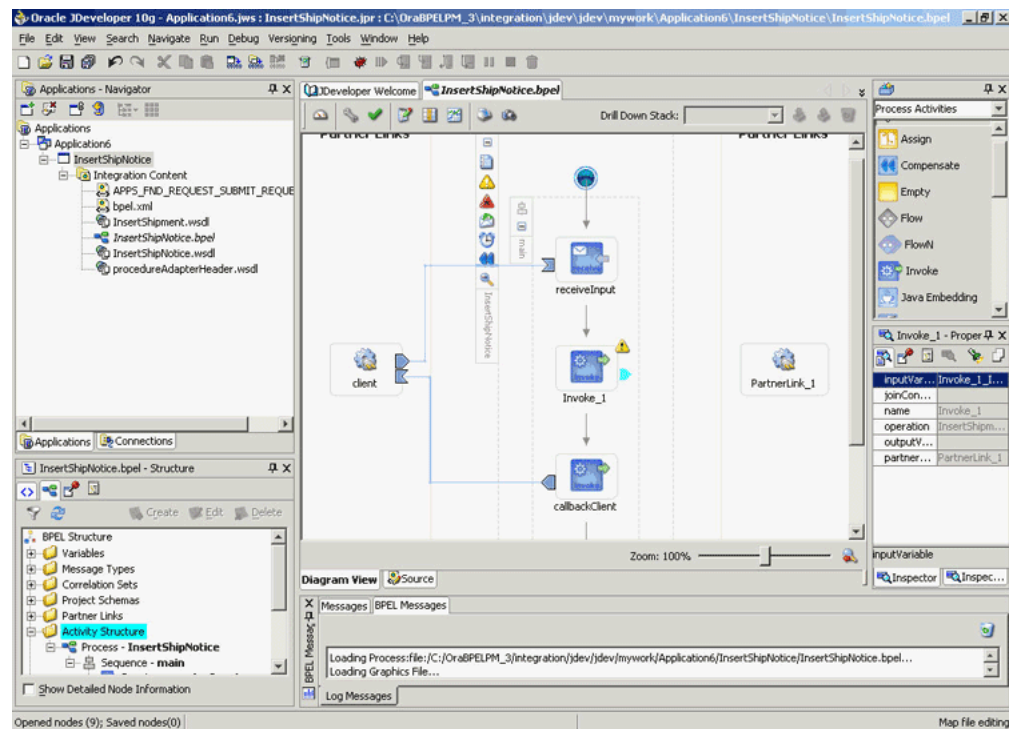 Oracle JDeveloper 10g - Application6.jws : InsertShipNotice.jpr : C:\OraBPELPM_3\integration\jdev\jdev\mywork\Application6\InsertShipNotice\InsertShipNotice.bpel
File Edit View Search Navigate Run Debug Versioning Tools Window Help
Applications - Navigator
Applications
Application6
InsertShipNotice
Integration Content
APPS_FND_REQUEST_SUBMIT_REQUE
bpel.xml
InsertShipment.wsdl
InsertShipNotice.bpel
InsertShipNotice.wsdl
procedureAdapterHeader.wsdl
Applications Connections
InsertShipNotice.bpel - Structure
Create Edit Delete
BPEL Structure
Variables
Message Types
Correlation Sets
Project Schemas
Partner Links
Activity Structure
Process - InsertShipNotice
Sequence - main
Show Detailed Node Information
JDeveloper Welcome InsertShipNotice.bpel
Drill Down Stack:
Partner Links Partner Links
main
InsertShipNotice
receiveInput
client
Invoke_1
PartnerLink_1
callbackClient
Zoom: 100%
Diagram View Source
Messages BPEL Messages
Loading Process:file:/C:/OraBPELPM_3/integration/jdev/jdev/mywork/Application6/InsertShipNotice/InsertShipNotice.bpel...
Loading Graphics File...
Log Messages
Process Activities
Assign
Compensate
Empty
Flow
FlowN
Invoke
Java Embedding
Invoke_1 - Proper
inputVar... Invoke_1_I...
joinCon...
name Invoke_1
operation InsertShipm...
outputV...
partner... PartnerLink_1
inputVariable
Inspector Inspec...
Opened nodes (9); Saved nodes(0) Map file editing